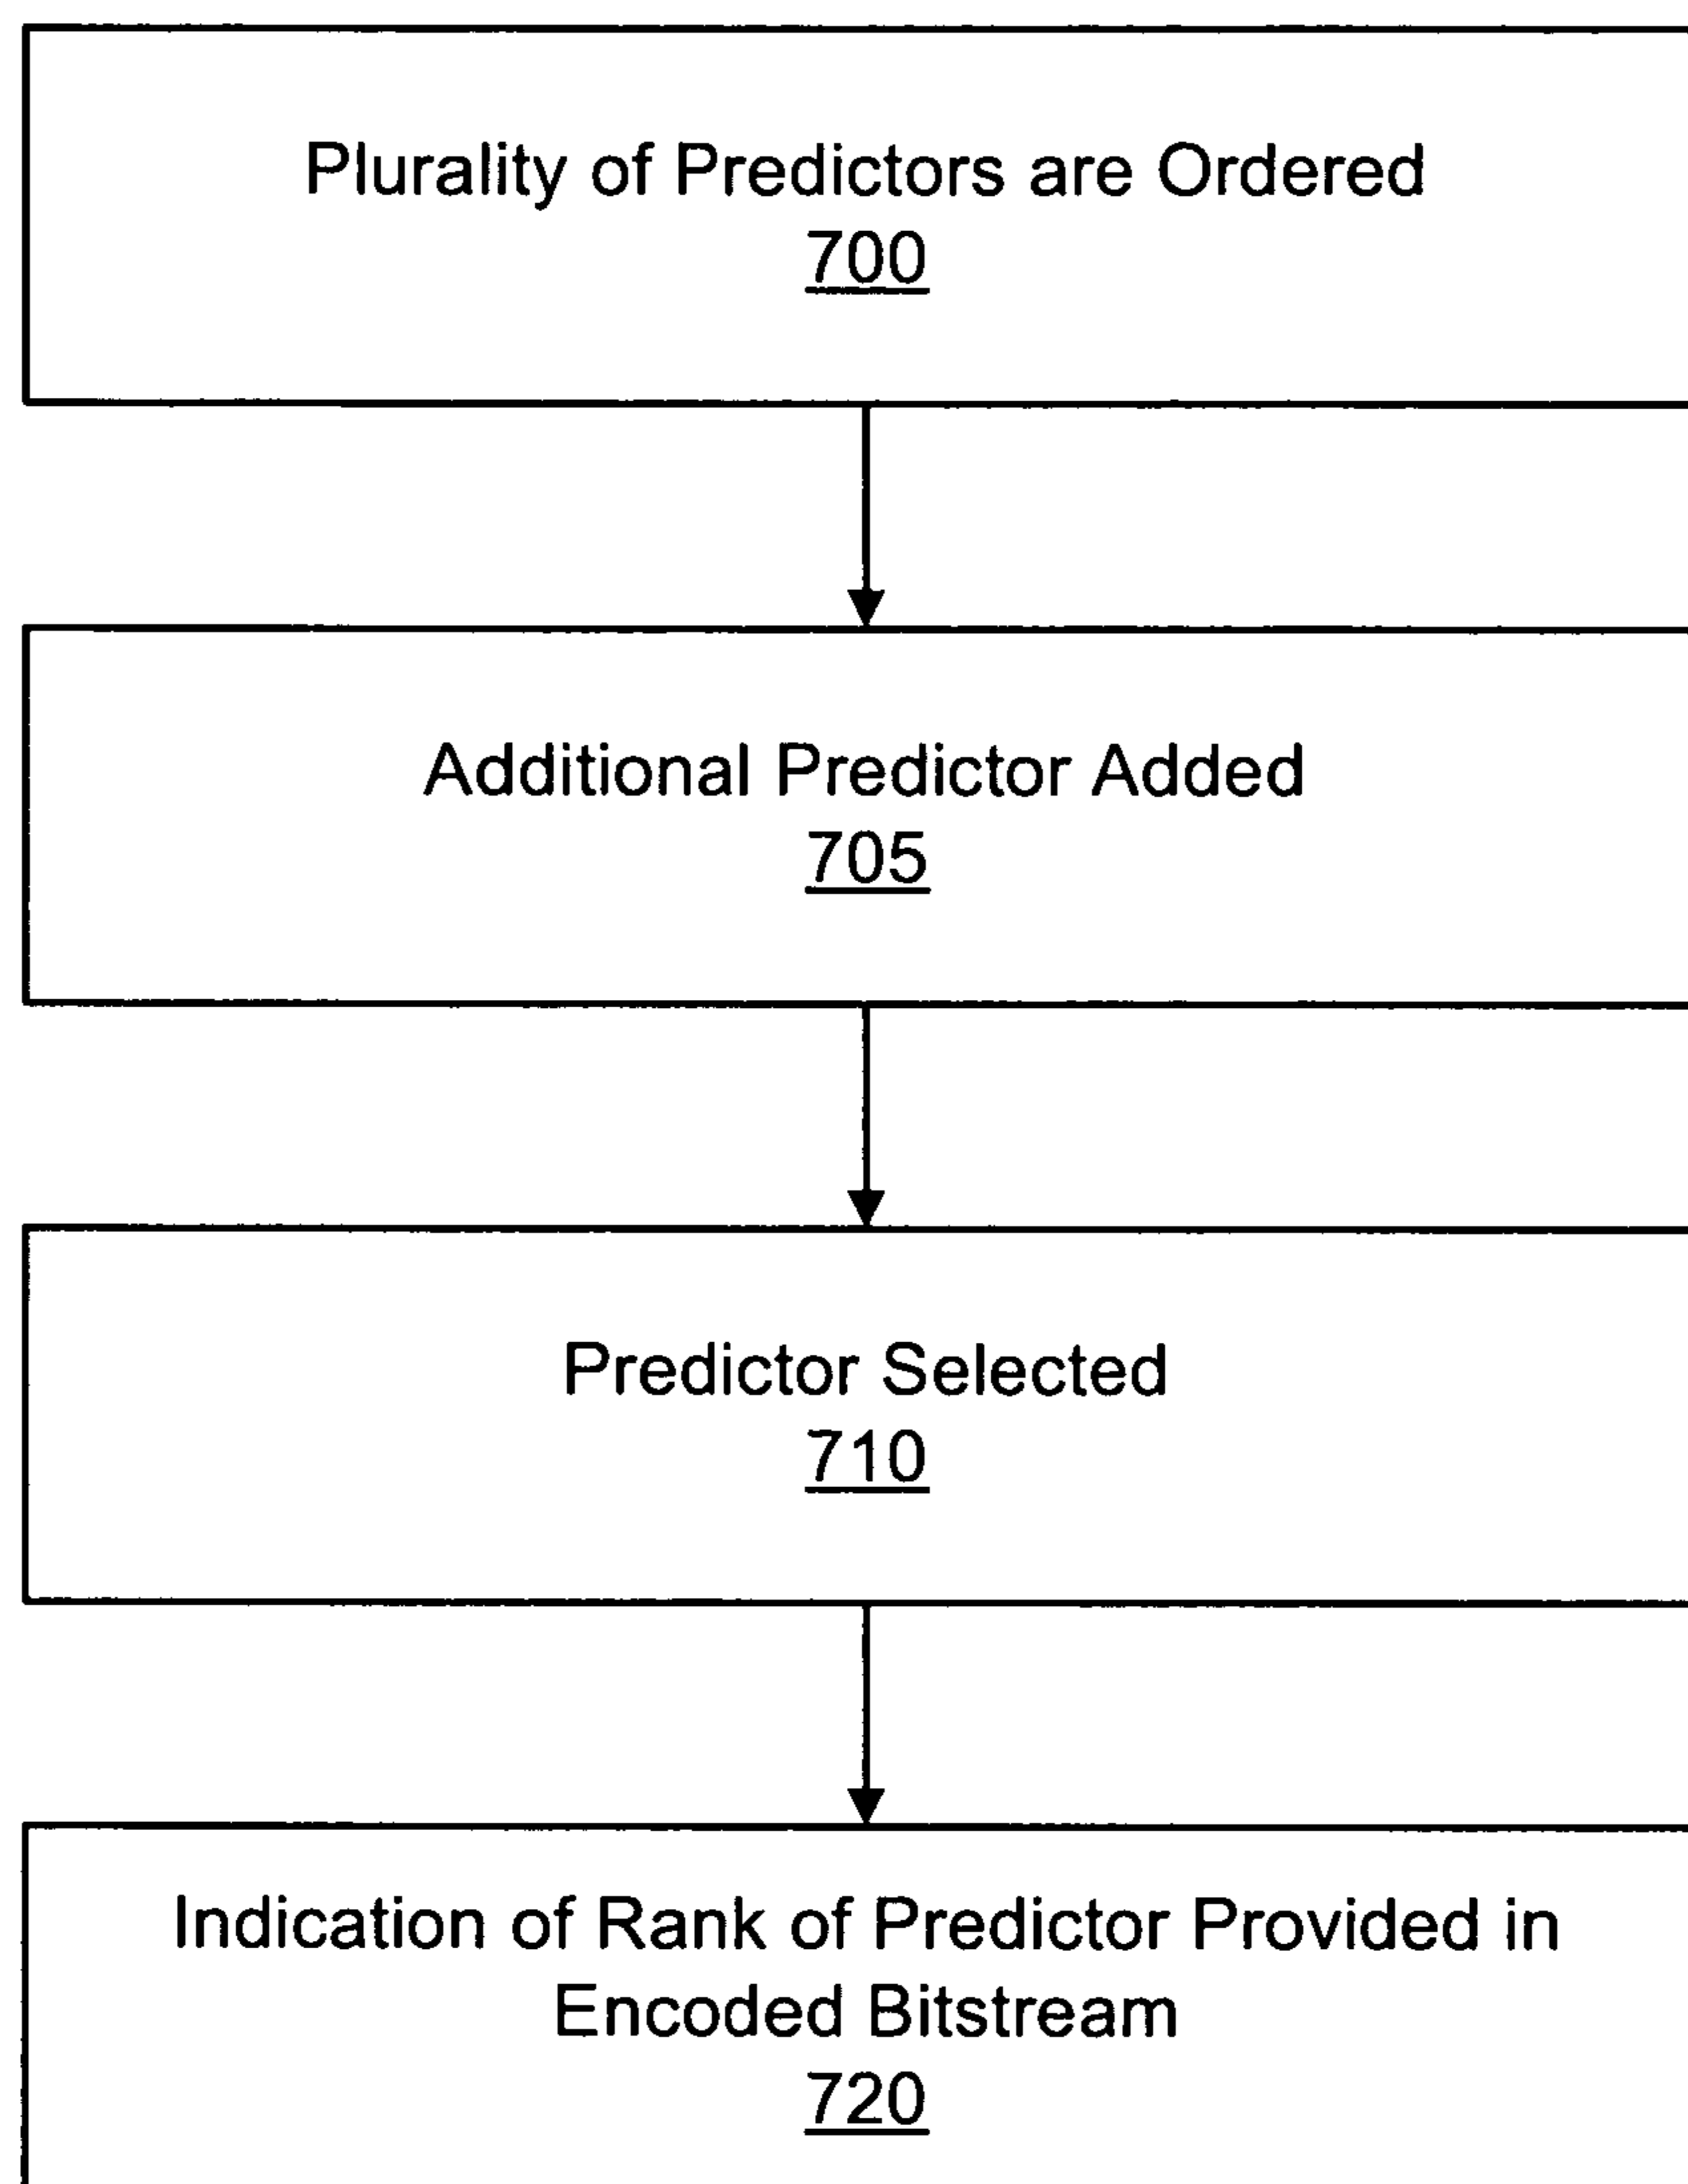 Plurality of Predictors are Ordered
700
Additional Predictor Added
705
Predictor Selected
710
Indication of Rank of Predictor Provided in
Encoded Bitstream
720